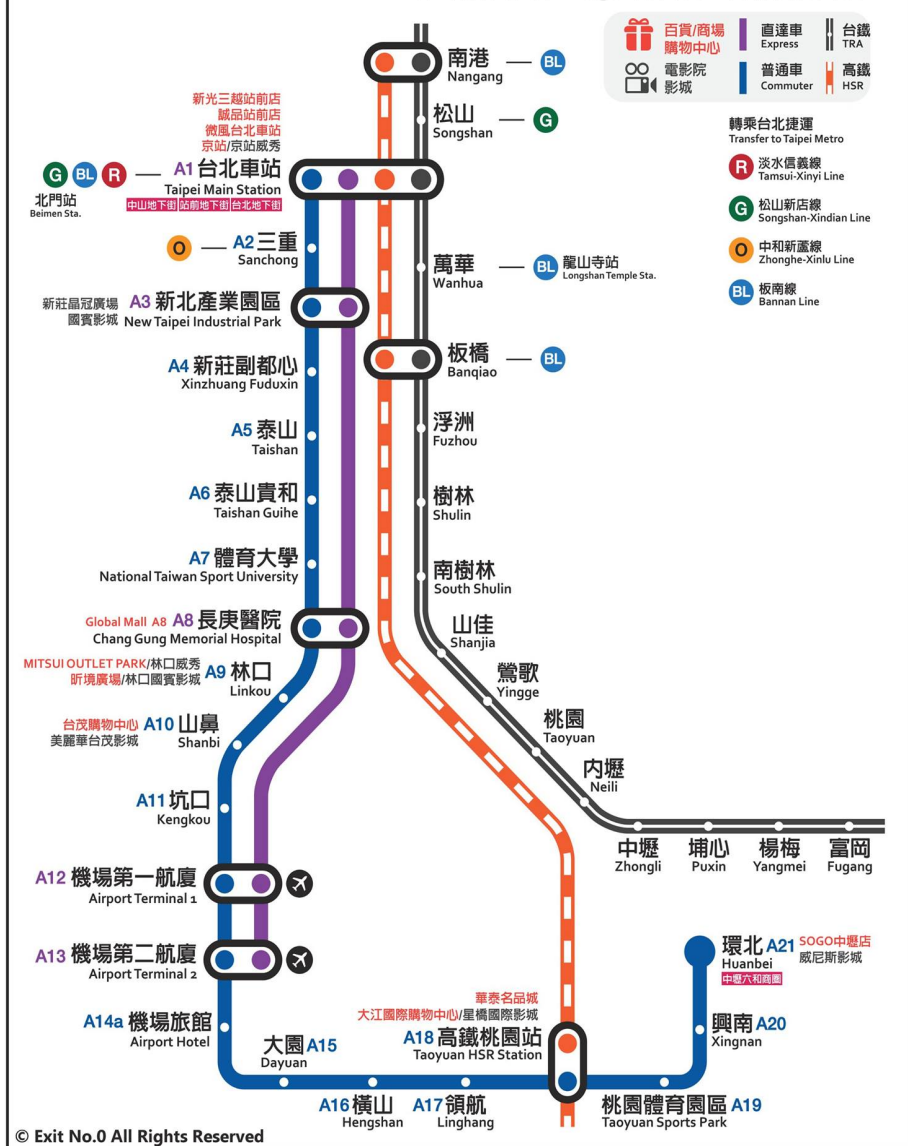 百貨/商場
購物中心
直達車
Express
台鐵
TRA
電影院
影城
普通車
Commuter
高鐵
HSR
轉乘台北捷運
Transfer to Taipei Metro
R
淡水信義線
Tamsui-Xinyi Line
G
松山新店線
Songshan-Xindian Line
O
中和新蘆線
Zhonghe-Xinlu Line
BL
板南線
Bannan Line
南港
Nangang
BL
松山
Songshan
G
新光三越站前店
誠品站前店
微風台北車站
京站/京站威秀
G BL R
北門站
Beimen Sta.
A1 台北車站
Taipei Main Station
中山地下街 站前地下街 台北地下街
O
A2 三重
Sanchong
萬華
Wanhua
BL
龍山寺站
Longshan Temple Sta.
新莊晶冠廣場
國賓影城
A3 新北產業園區
New Taipei Industrial Park
A4 新莊副都心
Xinzhuang Fuduxin
板橋
Banqiao
BL
A5 泰山
Taishan
浮洲
Fuzhou
A6 泰山貴和
Taishan Guihe
樹林
Shulin
A7 體育大學
National Taiwan Sport University
南樹林
South Shulin
Global Mall A8 A8 長庚醫院
Chang Gung Memorial Hospital
山佳
Shanjia
MITSUI OUTLET PARK/林口威秀
昕境廣場/林口國賓影城
A9 林口
Linkou
鶯歌
Yingge
台茂購物中心
美麗華台茂影城
A10 山鼻
Shanbi
桃園
Taoyuan
A11 坑口
Kengkou
內壢
Neili
中壢
Zhongli
埔心
Puxin
楊梅
Yangmei
富岡
Fugang
A12 機場第一航廈
Airport Terminal 1
A13 機場第二航廈
Airport Terminal 2
環北 A21
Huanbei
中壢六和商圈
SOGO中壢店
威尼斯影城
A14a 機場旅館
Airport Hotel
華泰名品城
大江國際購物中心/星橋國際影城
A18 高鐵桃園站
Taoyuan HSR Station
興南 A20
Xingnan
大園 A15
Dayuan
A16 橫山
Hengshan
A17 領航
Linghang
桃園體育園區 A19
Taoyuan Sports Park
© Exit No.0 All Rights Reserved